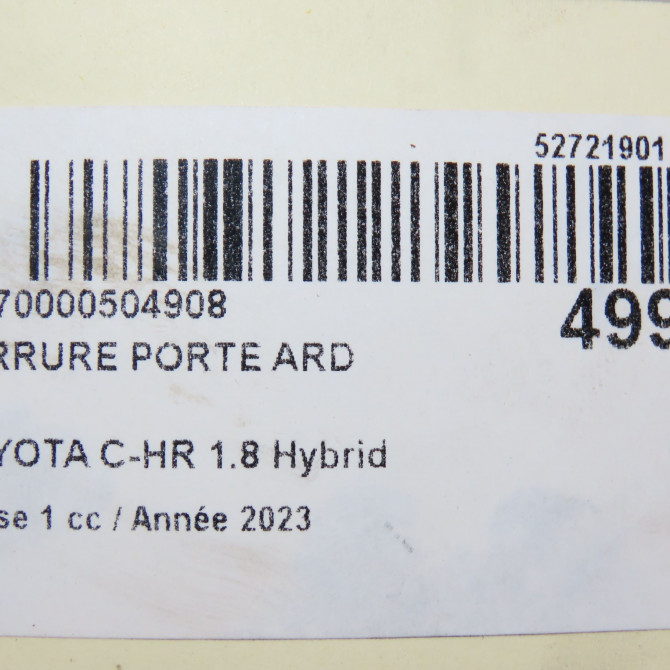 52721901
70000504908
499
RRURE PORTE ARD
YOTA C-HR 1.8 Hybrid
se 1 cc / Année 2023